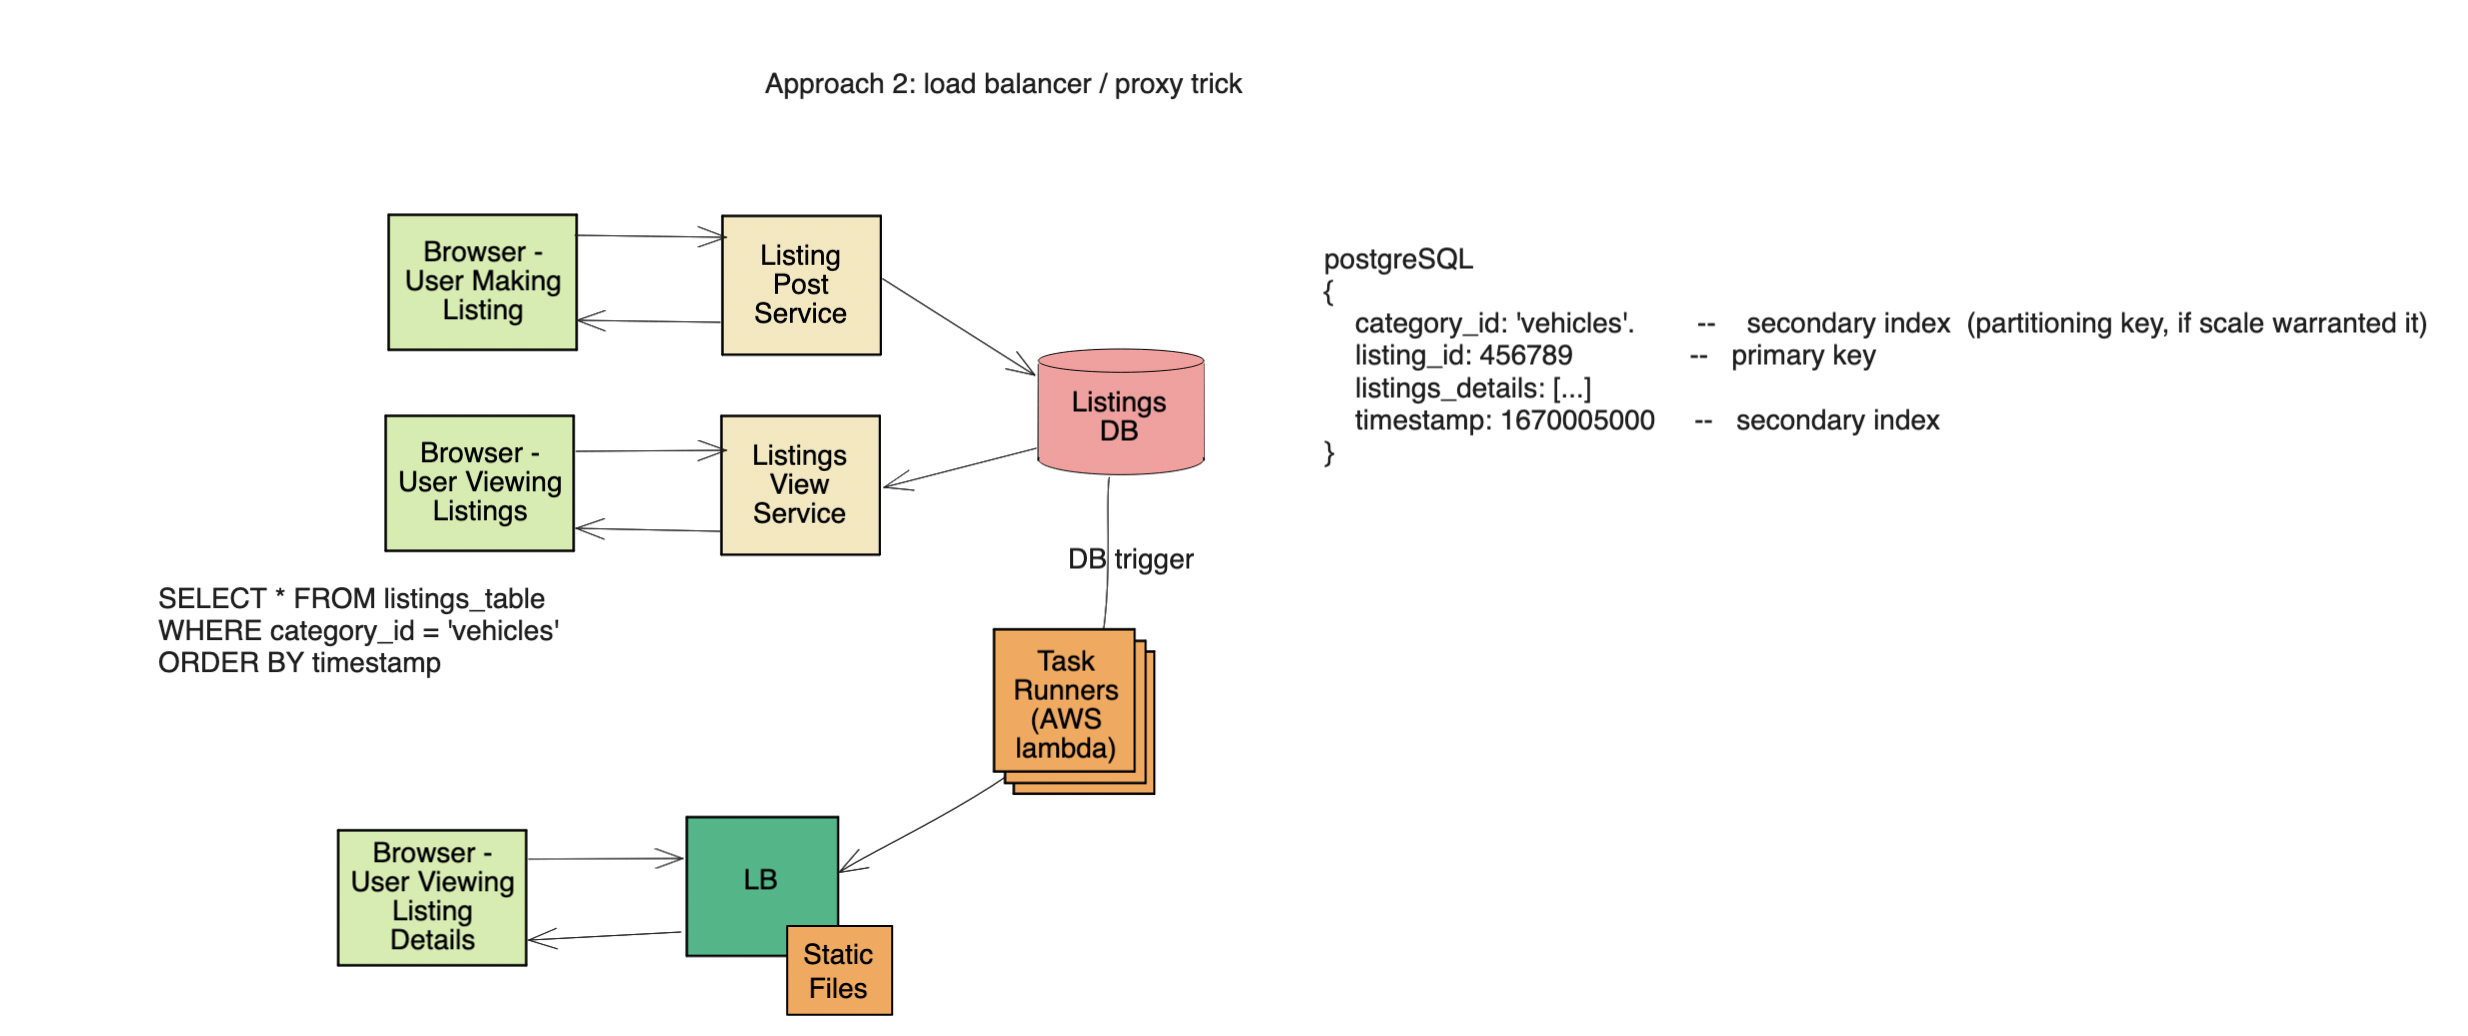 Approach 2: load balancer / proxy trick
Browser -
User Making
Listing
Listing
Post
Service
Listings
DB
postgreSQL
{
category_id: 'vehicles'. -- secondary index (partitioning key, if scale warranted it)
listing_id: 456789 -- primary key
listings_details: [...]
timestamp: 1670005000 -- secondary index
}
Browser -
User Viewing
Listings
Listings
View
Service
DB trigger
SELECT * FROM listings_table
WHERE category_id = 'vehicles'
ORDER BY timestamp
Task
Runners
(AWS
lambda)
Browser -
User Viewing
Listing
Details
LB
Static
Files